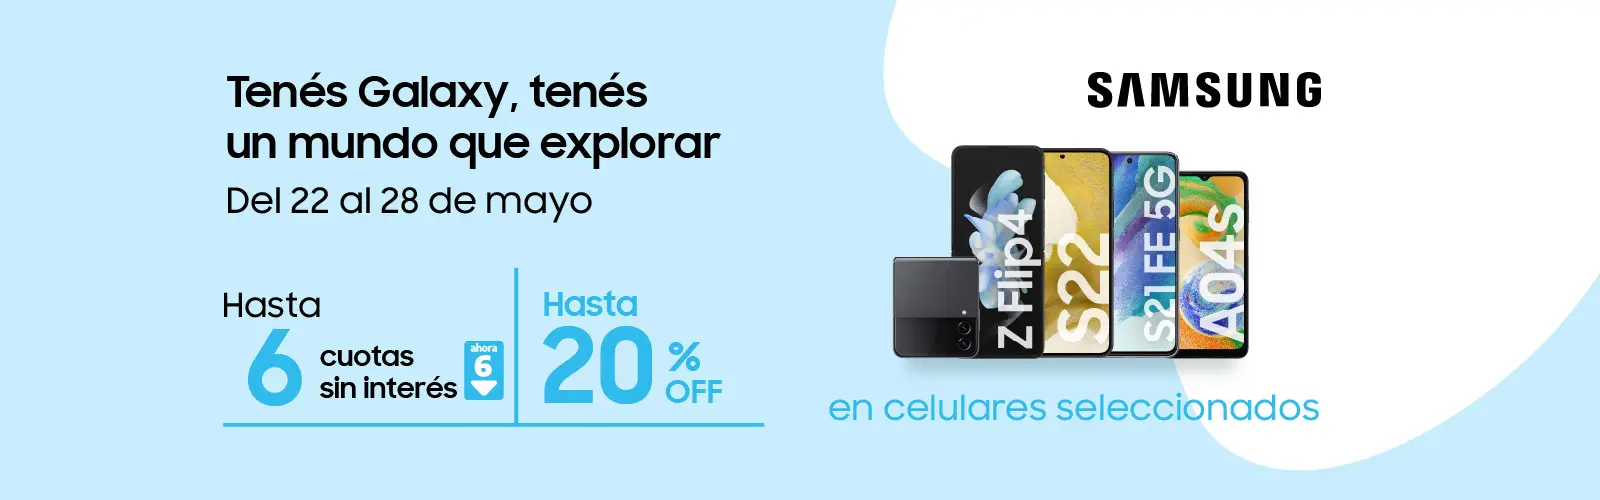 Tenés Galaxy, tenés
un mundo que explorar
Del 22 al 28 de mayo
Hasta
6 cuotas
sin interés
ahora
6
Hasta
20 %
OFF
SAMSUNG
Z Flip4
S22
S21 FE 5G
A04s
en celulares seleccionados